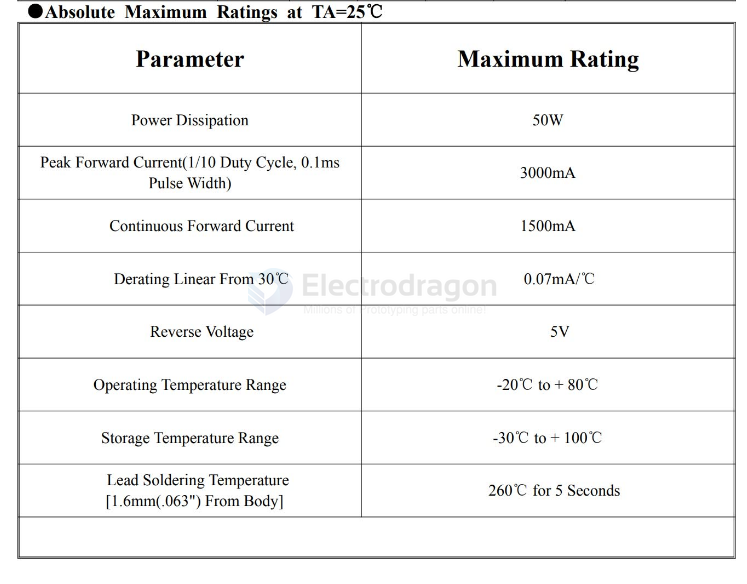 ●Absolute Maximum Ratings at TA=25℃
Parameter Maximum Rating
Power Dissipation 50W
Peak Forward Current(1/10 Duty Cycle, 0.1ms
Pulse Width) 3000mA
Continuous Forward Current 1500mA
Derating Linear From 30℃ 0.07mA/℃
Electrodragon
Millions of Prototyping parts online!
Reverse Voltage 5V
Operating Temperature Range -20℃ to + 80℃
Storage Temperature Range -30℃ to + 100℃
Lead Soldering Temperature
[1.6mm(.063") From Body] 260℃ for 5 Seconds